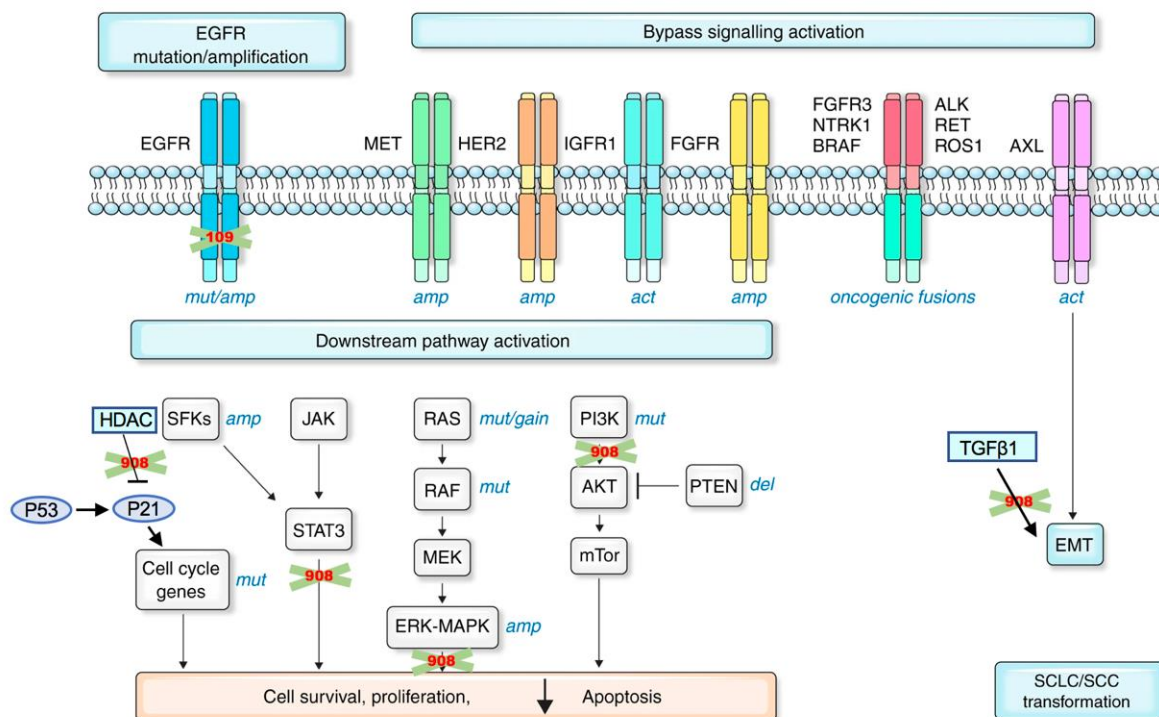 EGFR
mutation/amplification
Bypass signalling activation
EGFR
MET
HER2
IGFR1
FGFR
FGFR3
NTRK1
BRAF
ALK
RET
ROS1
AXL
109
mut/amp
amp
amp
act
amp
oncogenic fusions
act
Downstream pathway activation
HDAC
SFKs
amp
JAK
RAS
mut/gain
PI3K
mut
908
908
TGFβ1
RAF
mut
AKT
PTEN
del
P53
P21
908
STAT3
MEK
mTor
EMT
Cell cycle
genes
mut
908
ERK-MAPK
amp
908
Cell survival, proliferation,
Apoptosis
SCLC/SCC
transformation